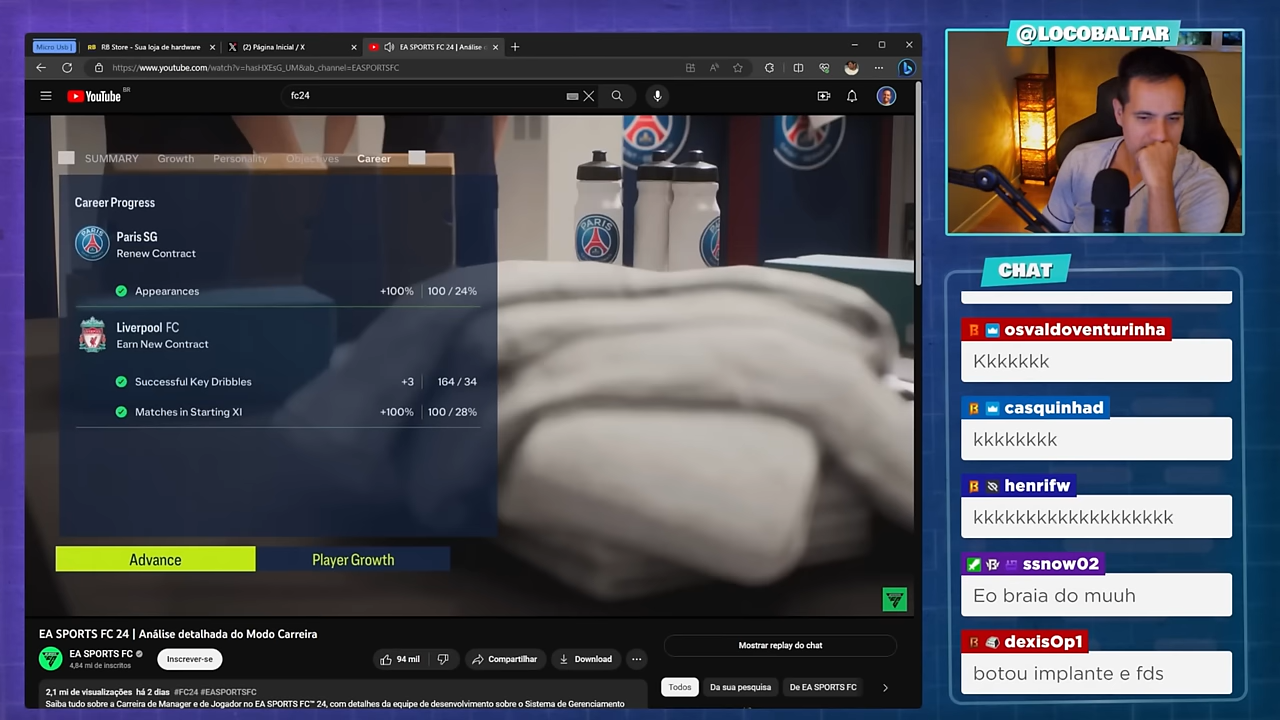 @LOCOBALTAR
Micro Usb |
RB Store - Sua loja de hardware
(2) Página Inicial / X
EA SPORTS FC 24 | Análise
https://www.youtube.com/watch?v=hasHXEsG_UM&ab_channel=EASPORTSFC
YouTube BR
fc24
SUMMARY Growth Personality Objectives Career
Career Progress
Paris SG
Renew Contract
Appearances +100% 100 / 24%
Liverpool FC
Earn New Contract
Successful Key Dribbles +3 164 / 34
Matches in Starting XI +100% 100 / 28%
Advance
Player Growth
PARIS
EA SPORTS FC 24 | Análise detalhada do Modo Carreira
EA SPORTS FC
4,84 mi de inscritos
Inscrever-se
94 mil
Compartilhar
Download
Mostrar replay do chat
Todos
Da sua pesquisa
De EA SPORTS FC
2,1 mi de visualizações há 2 dias #FC24 #EASPORTSFC
Saiba tudo sobre a Carreira de Manager e de Jogador no EA SPORTS FC™ 24, com detalhes da equipe de desenvolvimento sobre o Sistema de Gerenciamento
CHAT
osvaldoventurinha
Kkkkkkk
casquinhad
kkkkkkkk
henrifw
kkkkkkkkkkkkkkkkkkk
ssnow02
Eo braia do muuh
dexisOp1
botou implante e fds